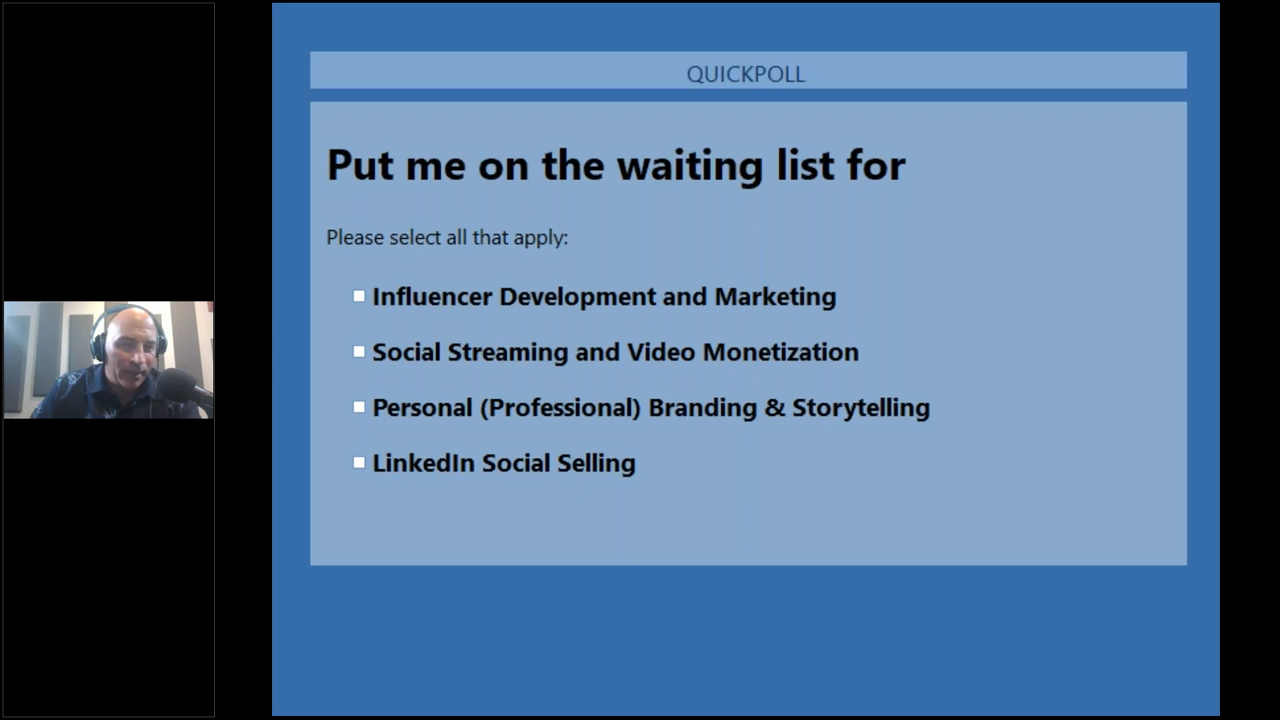 QUICKPOLL
Put me on the waiting list for
Please select all that apply:
Influencer Development and Marketing
Social Streaming and Video Monetization
Personal (Professional) Branding & Storytelling
LinkedIn Social Selling